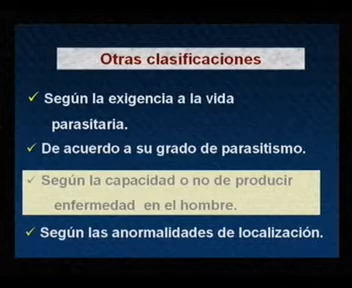 Otras clasificaciones
✓ Según la exigencia a la vida
parasitaria.
✓ De acuerdo a su grado de parasitismo.
✓ Según la capacidad o no de producir
enfermedad en el hombre.
✓ Según las anormalidades de localización.